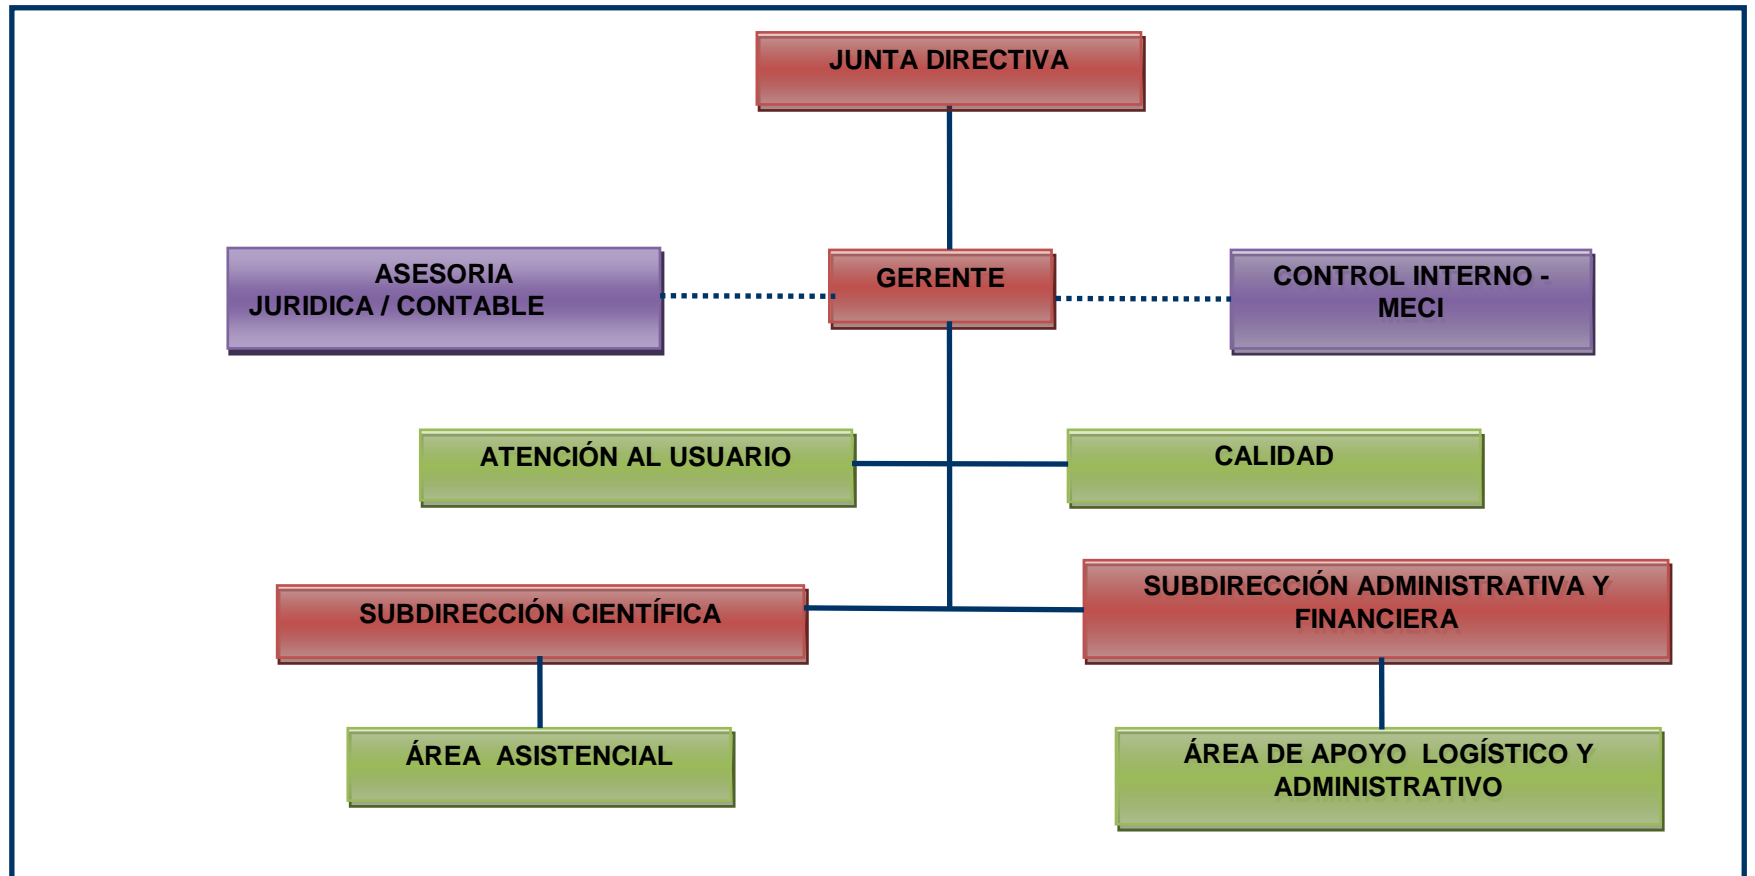 JUNTA DIRECTIVA
ASESORIA
JURIDICA / CONTABLE
GERENTE
CONTROL INTERNO -
MECI
ATENCIÓN AL USUARIO
CALIDAD
SUBDIRECCIÓN CIENTÍFICA
SUBDIRECCIÓN ADMINISTRATIVA Y
FINANCIERA
ÁREA  ASISTENCIAL
ÁREA DE APOYO  LOGÍSTICO Y
ADMINISTRATIVO